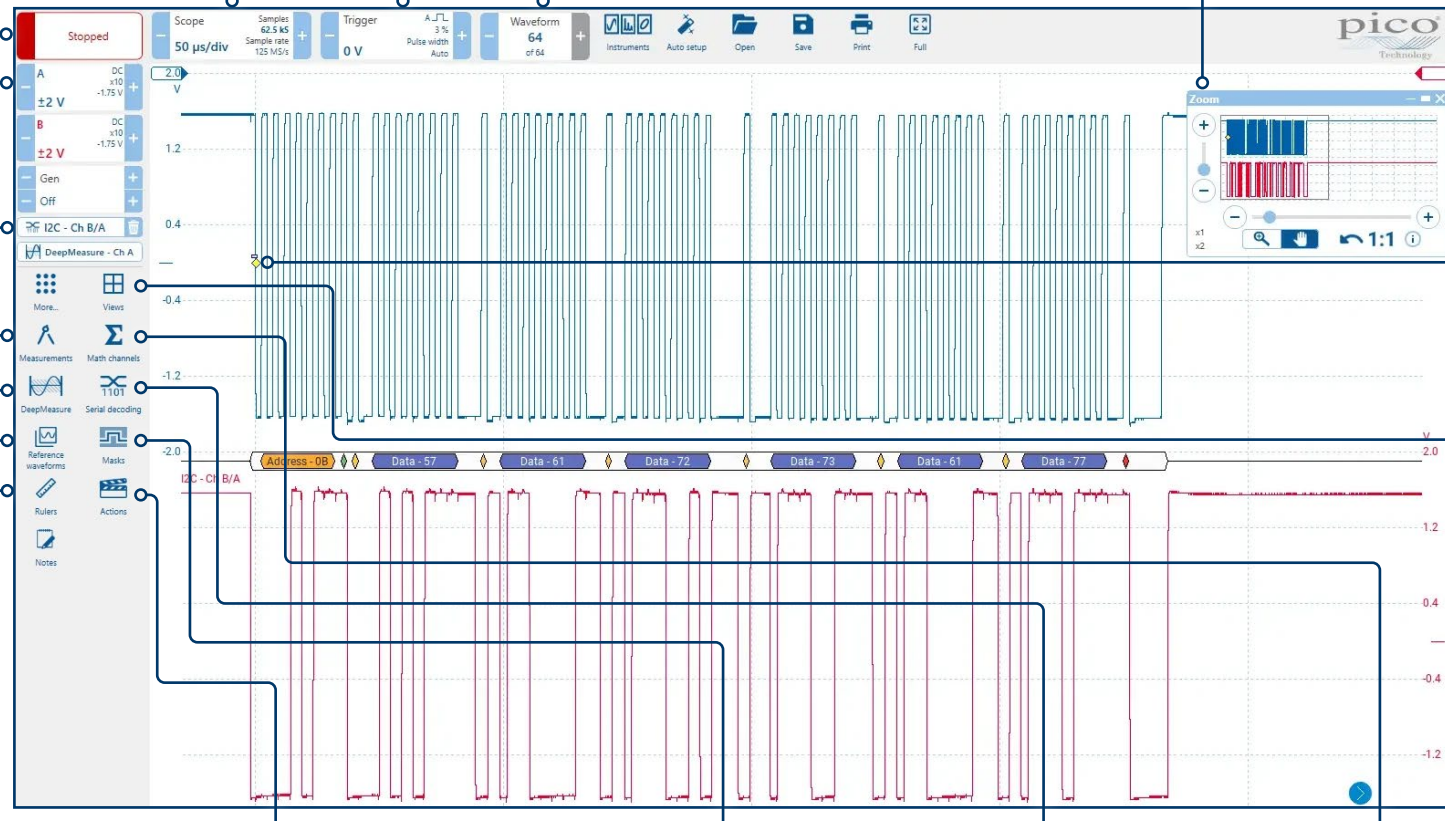 Stopped
Scope
50 µs/div
Samples
62.5 kS
Sample rate
125 MS/s
Trigger
0 V
A
3 %
Pulse width
Auto
Waveform
64
of 64
Instruments
Auto setup
Open
Save
Print
Full
pico
Technology
A
±2 V
DC
x10
-1.75 V
B
±2 V
DC
x10
-1.75 V
Gen
Off
I2C - Ch B/A
DeepMeasure - Ch A
More...
Views
Measurements
Math channels
DeepMeasure
1101
Serial decoding
Reference
waveforms
Masks
Rulers
Actions
Notes
2.0
V
1.2
0.4
-0.4
-1.2
-2.0
Zoom
x1
x2
1:1
i
Address - 0B
Data - 57
Data - 61
Data - 72
Data - 73
Data - 61
Data - 77
I2C - Ch B/A
V
2.0
1.2
0.4
-0.4
-1.2